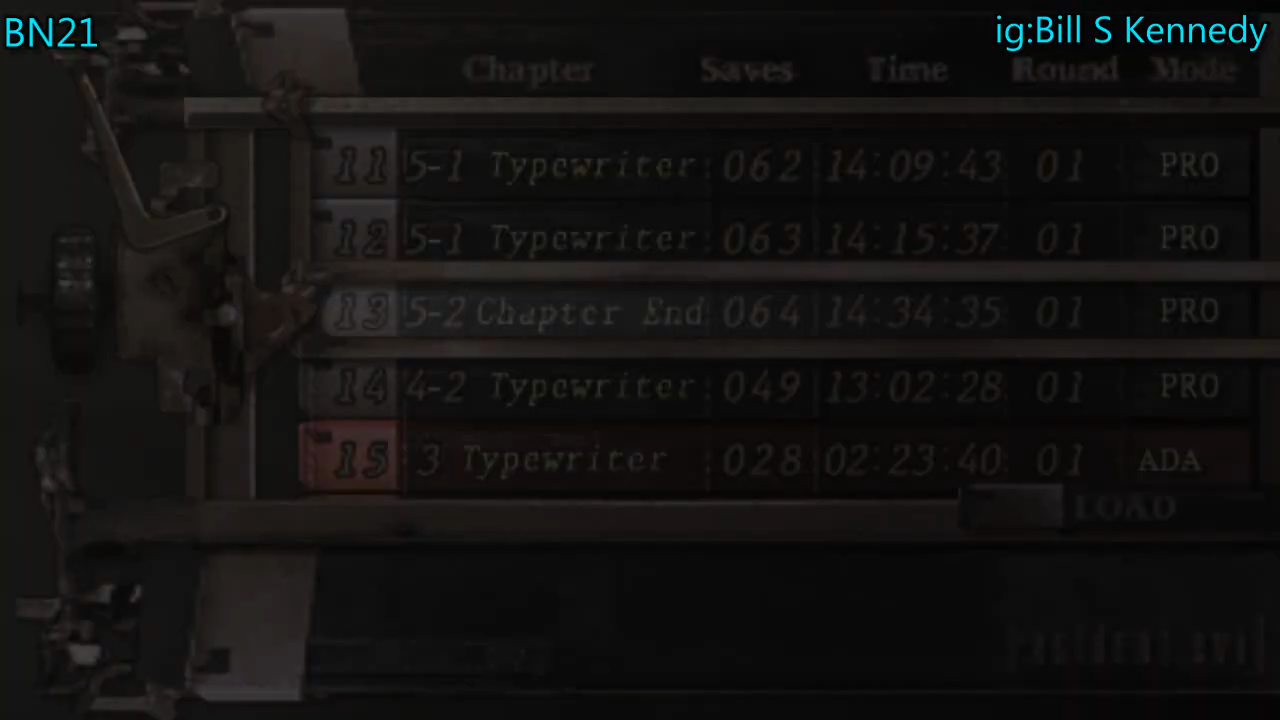 BN21
ig:Bill S Kennedy
Chapter Saves Time Round Mode
11 5-1 Typewriter 062 14:09:43 01 PRO
12 5-1 Typewriter 063 14:15:37 01 PRO
13 5-2 Chapter End 064 14:34:35 01 PRO
14 4-2 Typewriter 049 13:02:28 01 PRO
15 3 Typewriter 028 02:23:40 01 ADA
LOAD
resident evil